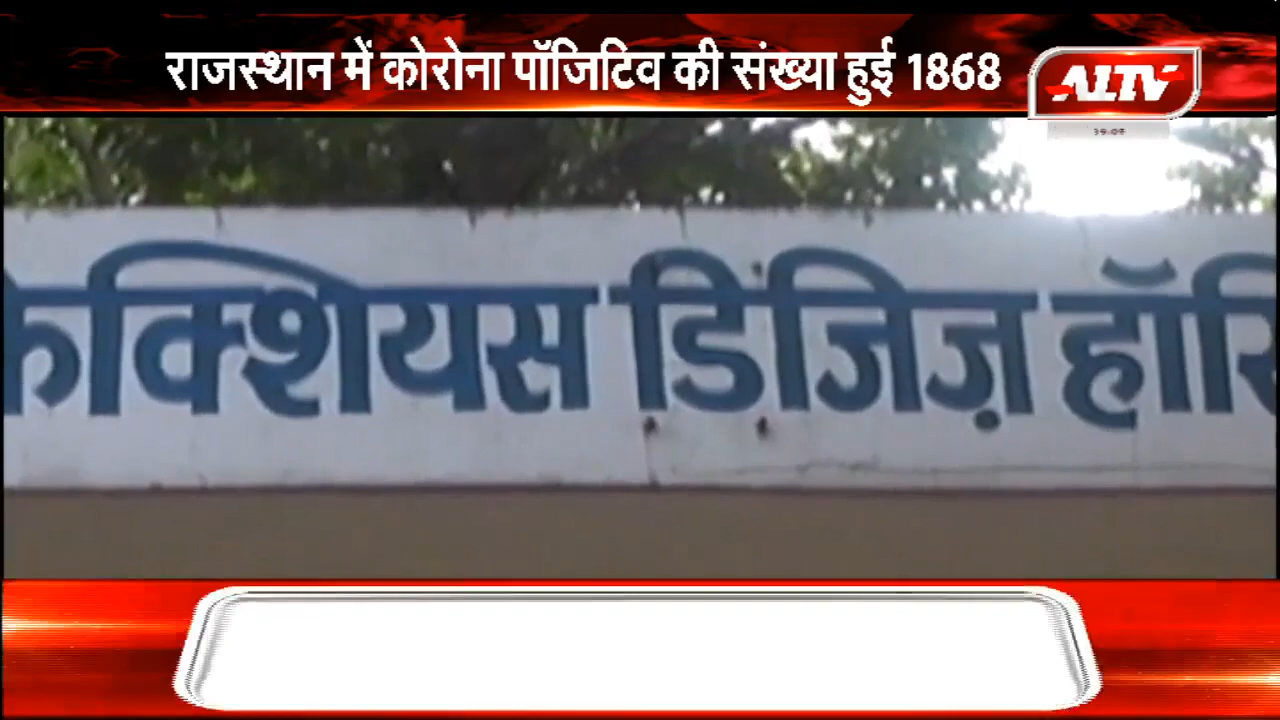 राजस्थान में कोरोना पॉजिटिव की संख्या हुई 1868
ALTV
फेक्शियस डिजिज़ हॉस्पि